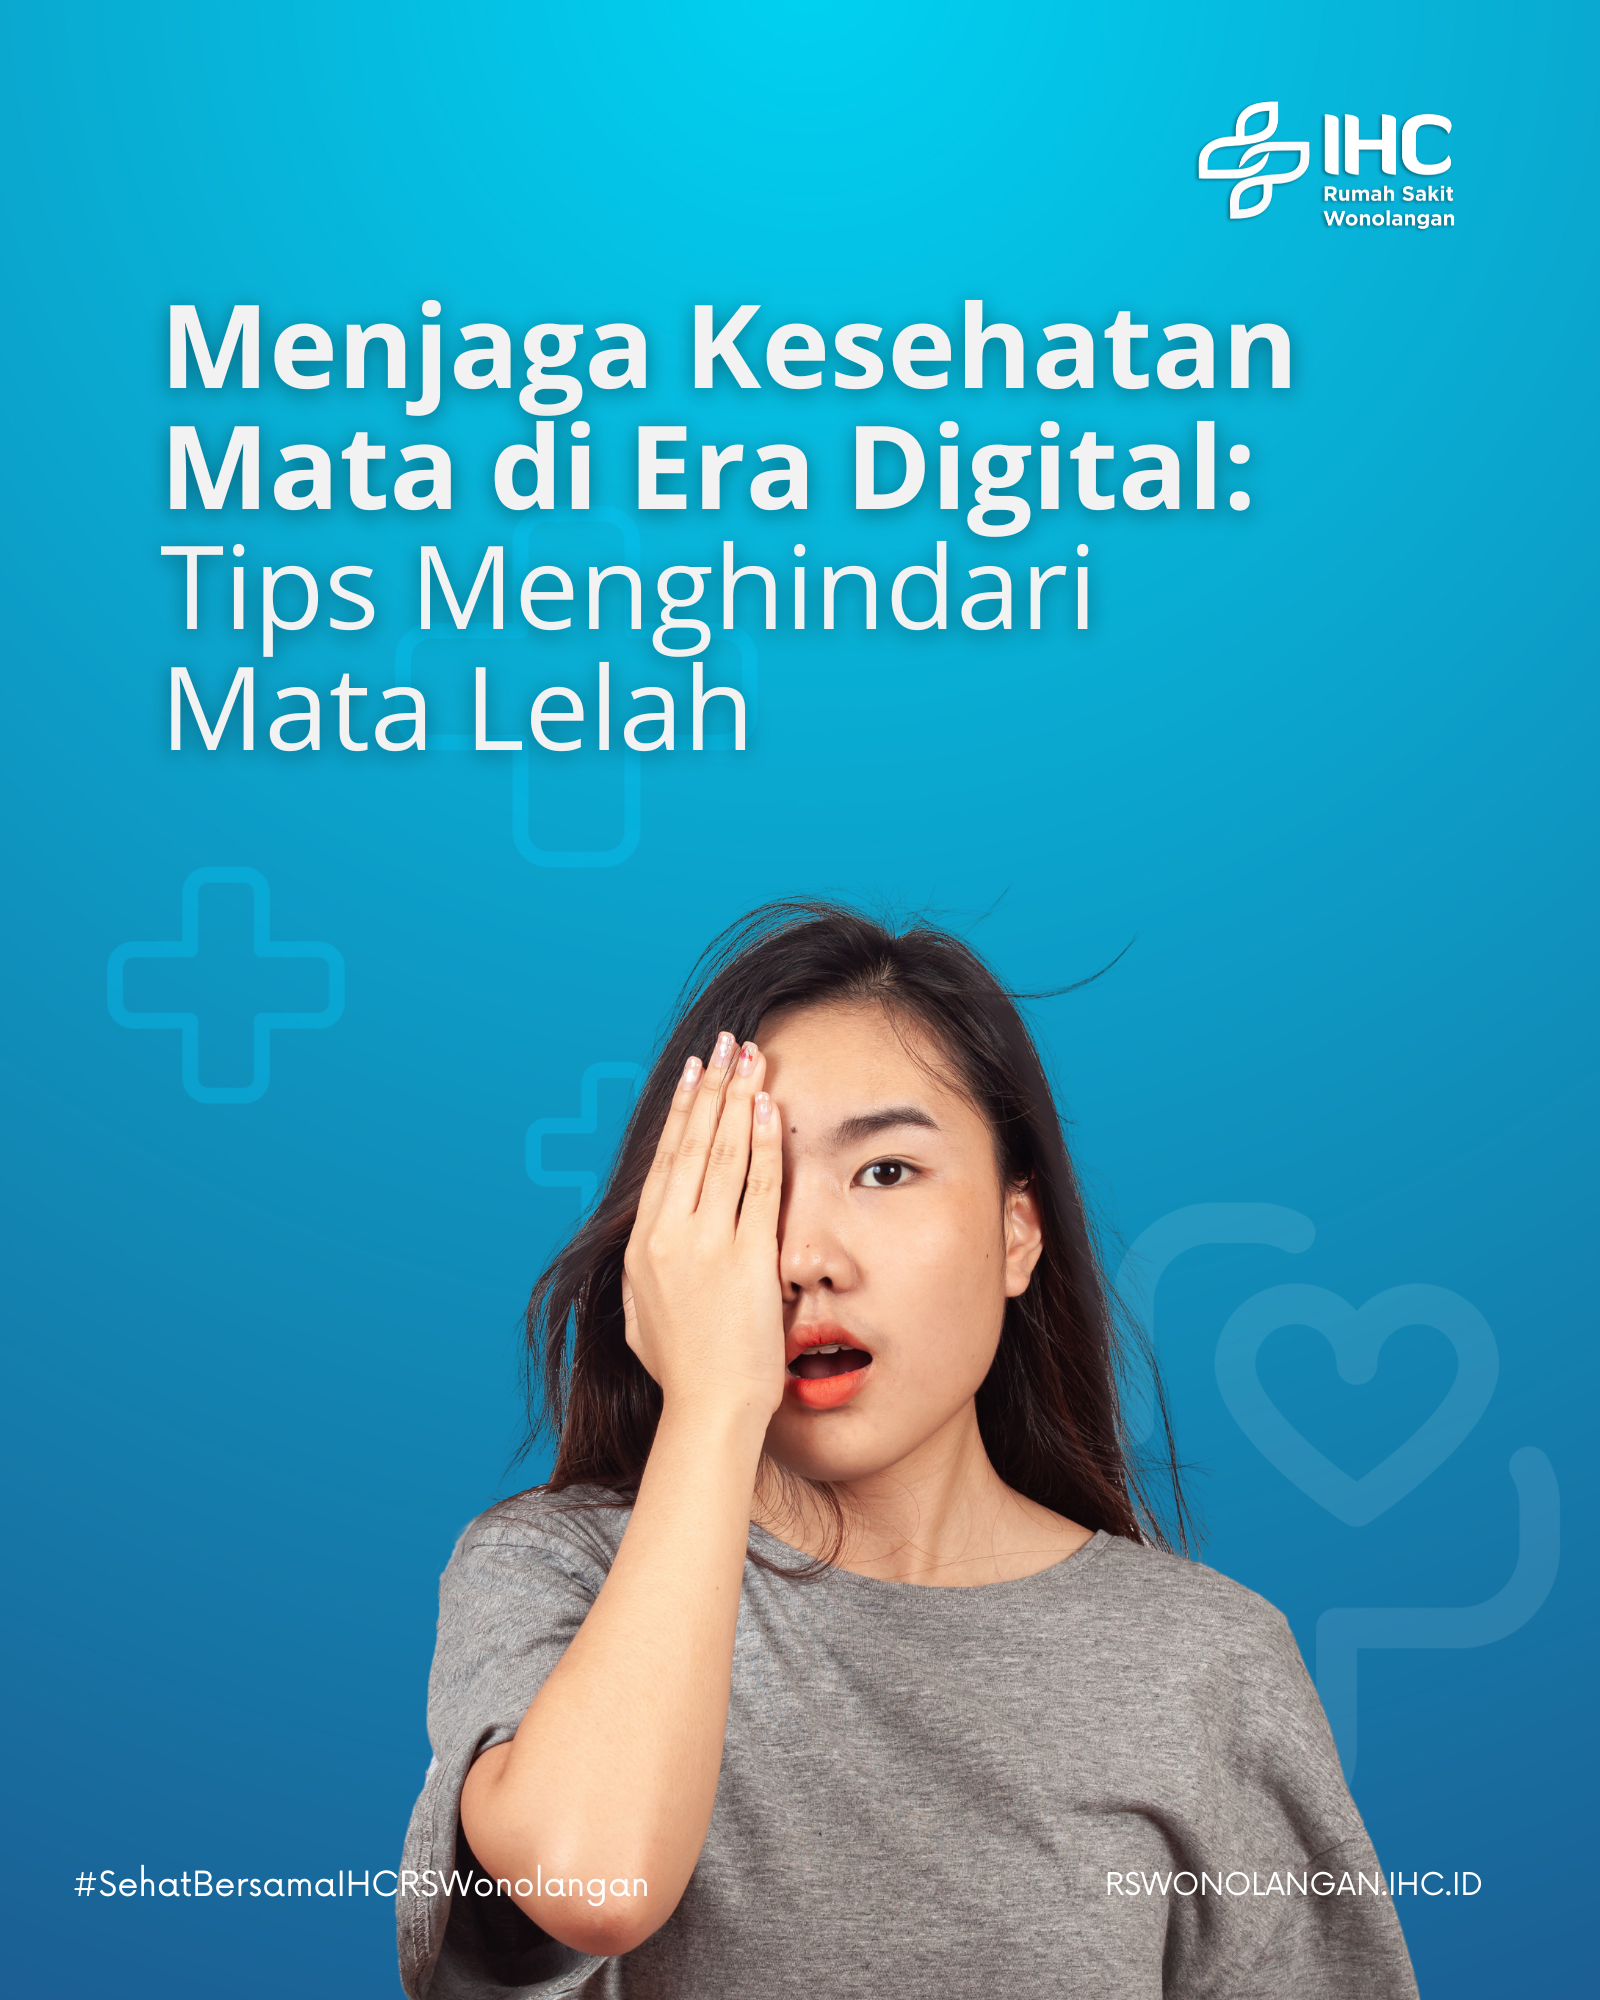 IHC
Rumah Sakit
Wonolangan
Menjaga Kesehatan
Mata di Era Digital:
Tips Menghindari
Mata Lelah
#SehatBersamaIHCRSWonolangan
RSWONOLANGAN.IHC.ID